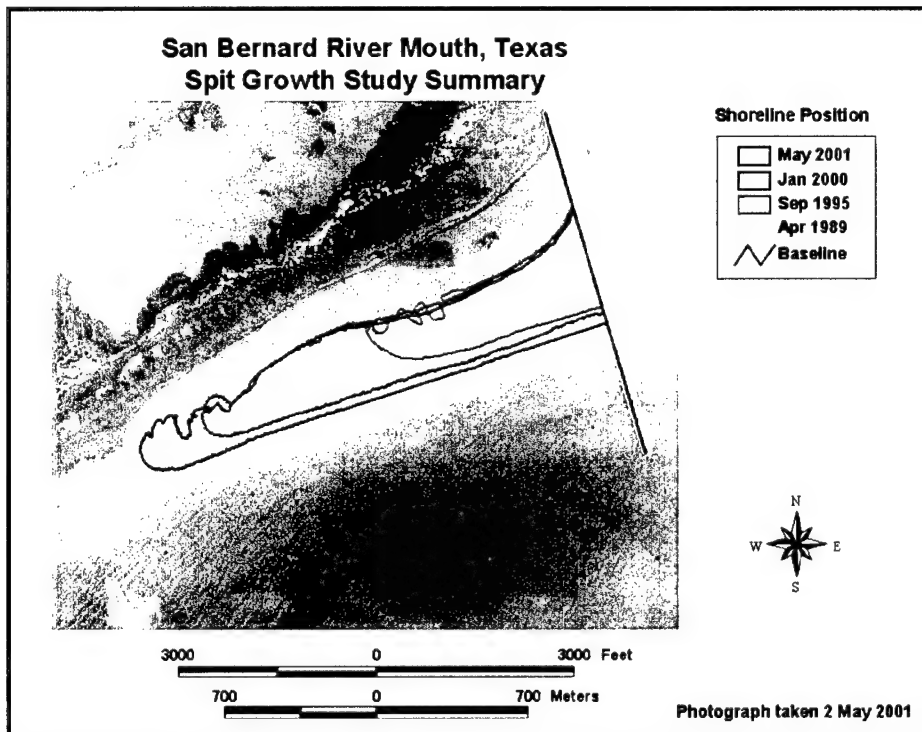 San Bernard River Mouth, Texas
Spit Growth Study Summary
Shoreline Position
May 2001
Jan 2000
Sep 1995
Apr 1989
Baseline
N
W E
S
3000 0 3000 Feet
700 0 700 Meters
Photograph taken 2 May 2001